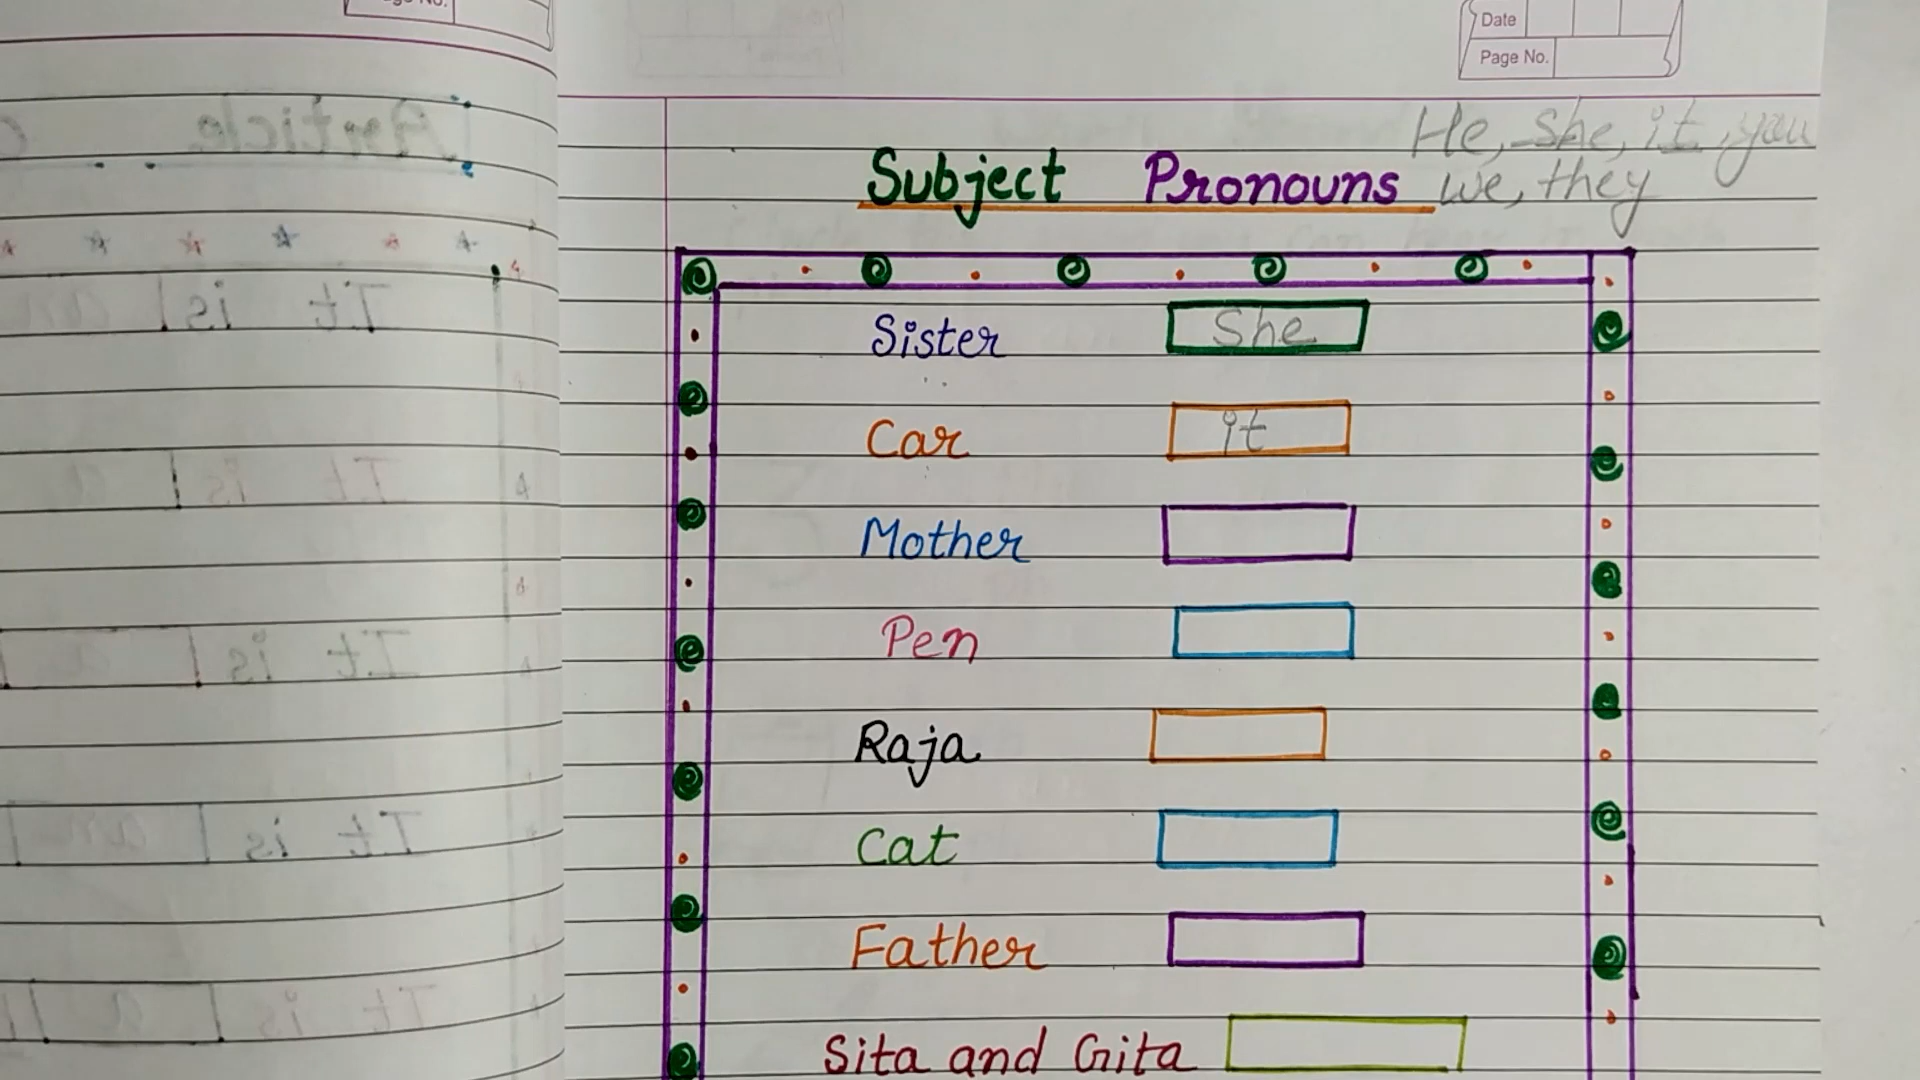 Date
Page No.
He, she, it, you
Subject Pronouns we, they
Sister She
Car it
Mother
Pen
Raja
Cat
Father
Sita and Gita